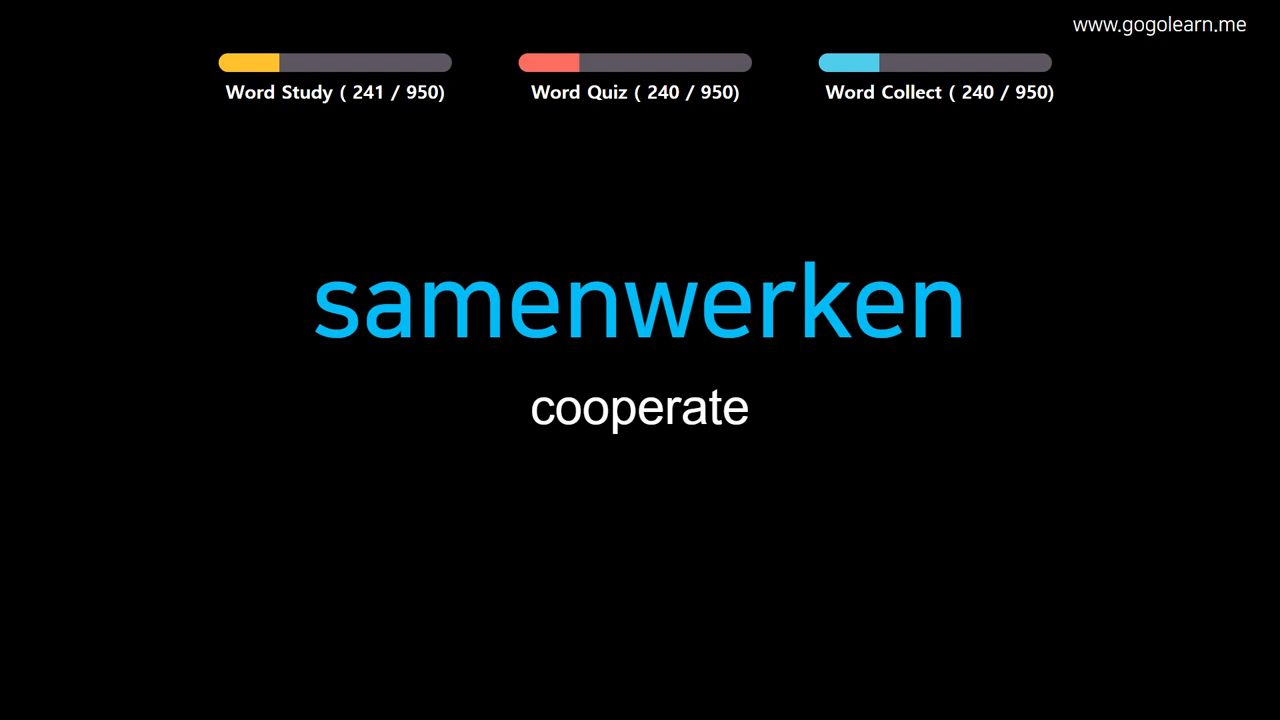 www.gogolearn.me
Word Study ( 241 / 950)
Word Quiz ( 240 / 950)
Word Collect ( 240 / 950)
samenwerken
cooperate